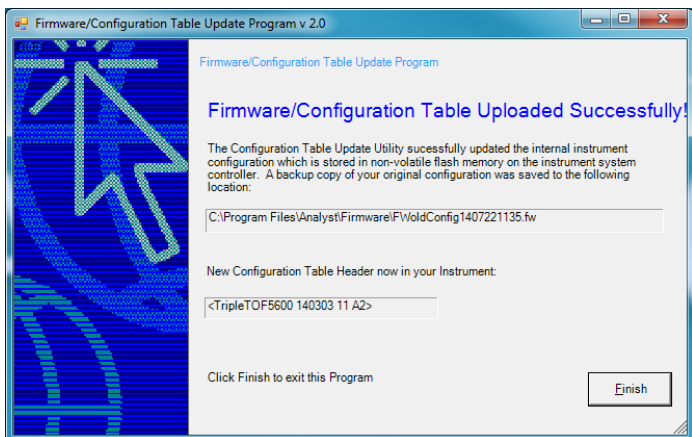 Firmware/Configuration Table Update Program v 2.0
Firmware/Configuration Table Update Program
Firmware/Configuration Table Uploaded Successfully!
The Configuration Table Update Utility sucessfully updated the internal instrument
configuration which is stored in non-volatile flash memory on the instrument system
controller. A backup copy of your original configuration was saved to the following
location:
C:\Program Files\Analyst\Firmware\FWoldConfig1407221135.fw
New Configuration Table Header now in your Instrument:
<TripleTOF5600 140303 11 A2>
Click Finish to exit this Program
Finish